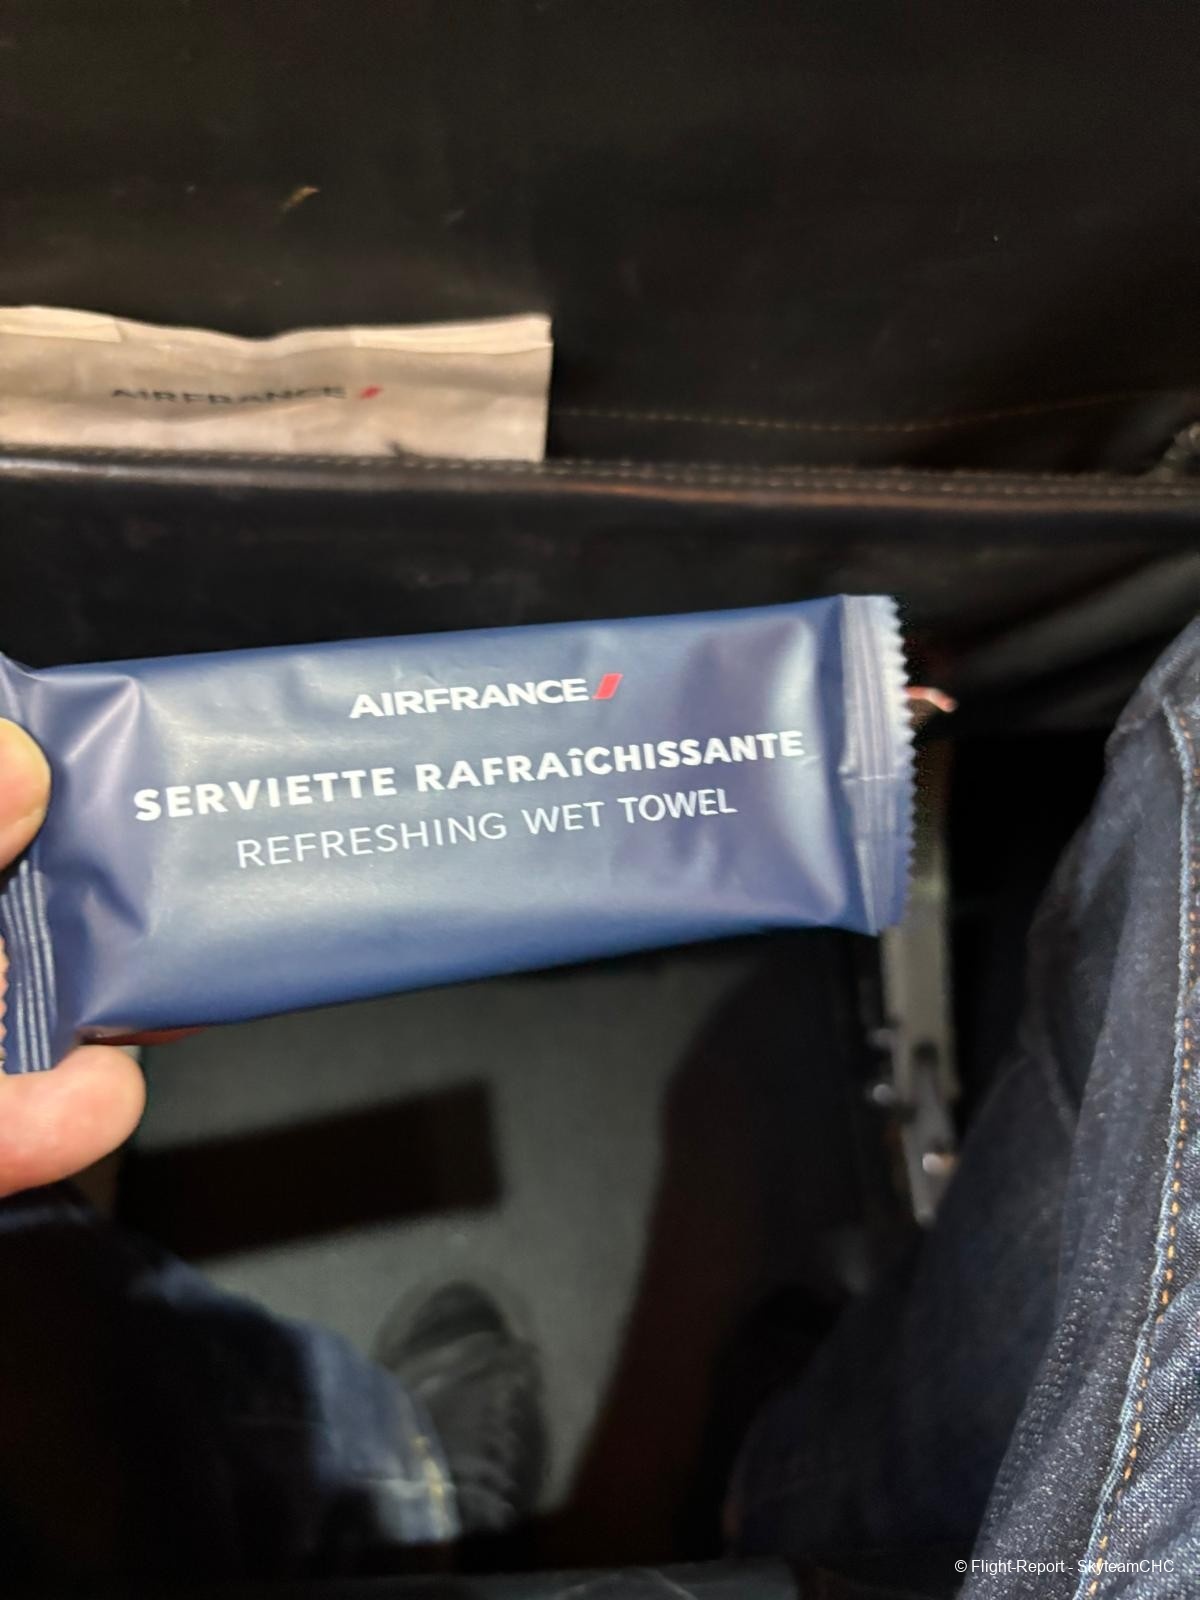 AIRFRANCE
AIRFRANCE
SERVIETTE RAFRAîCHISSANTE
REFRESHING WET TOWEL
© Flight-Report - SkyteamCHC